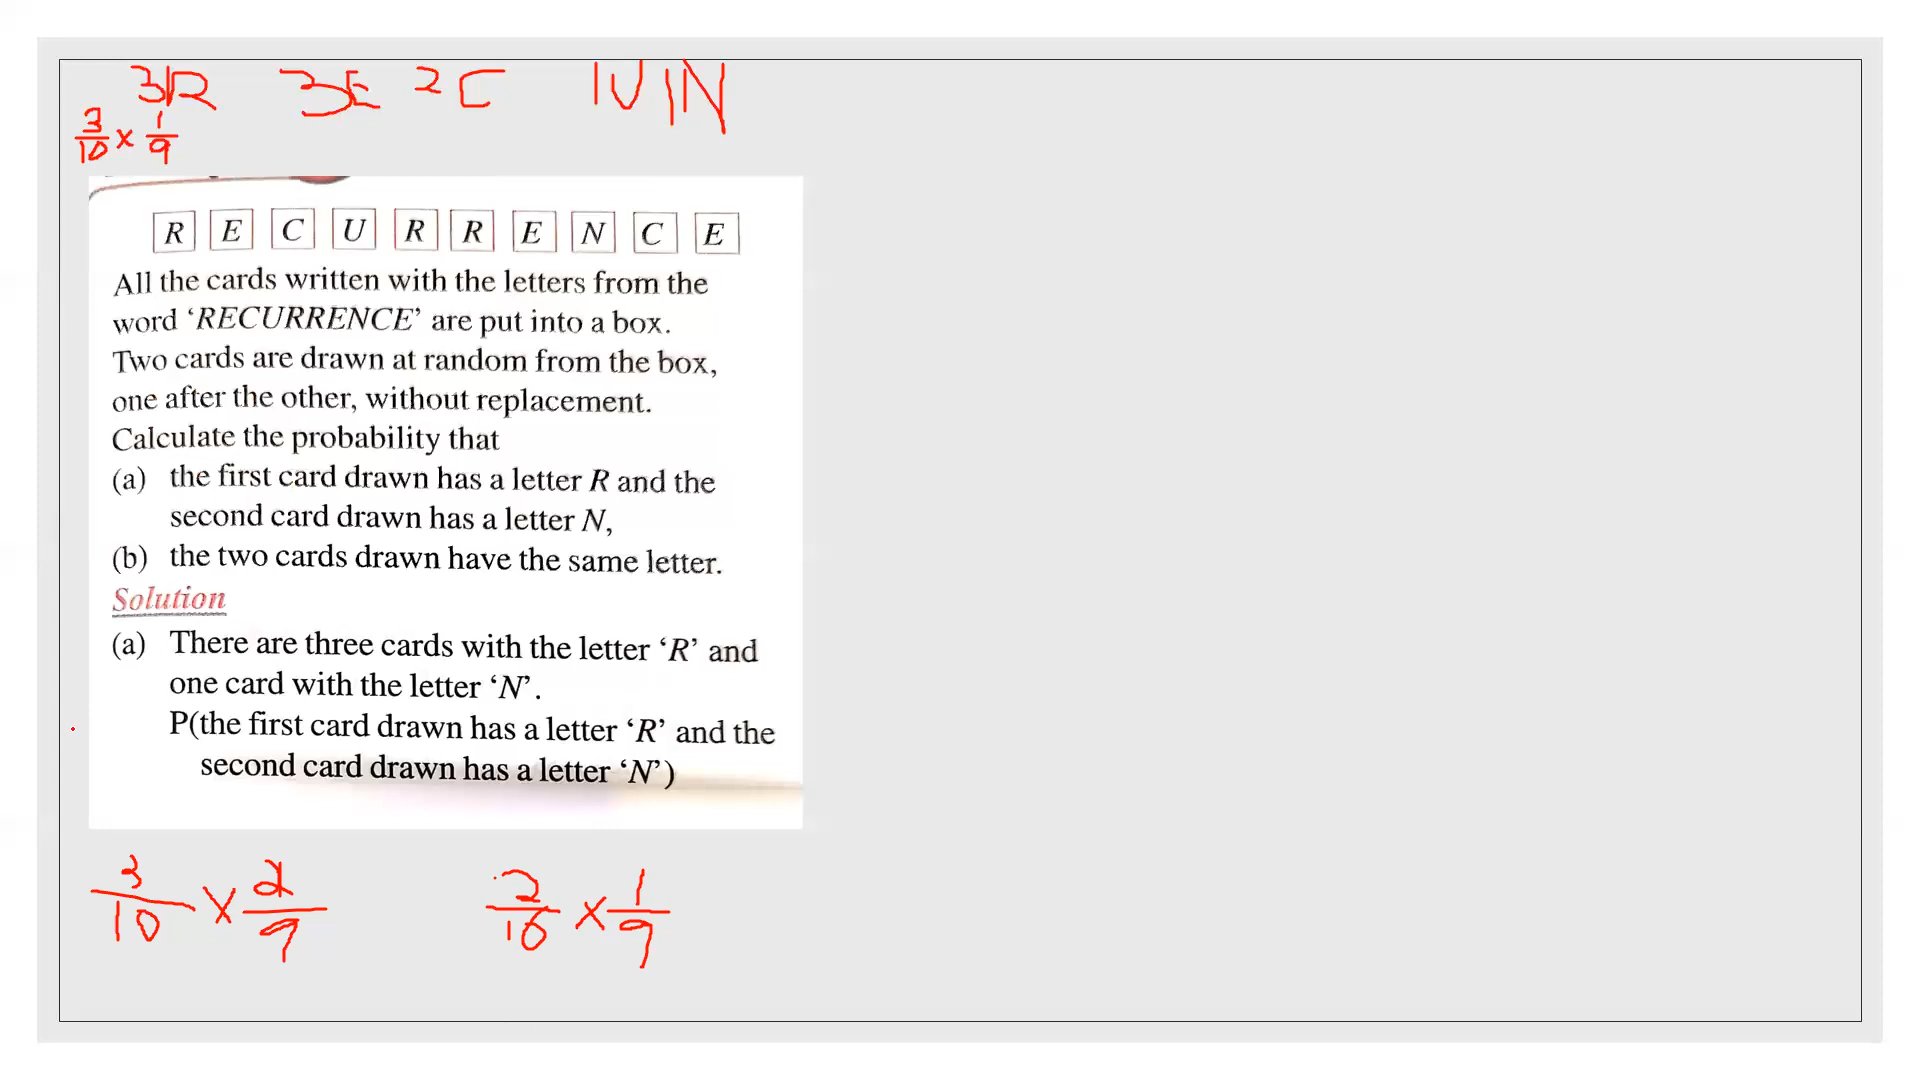 3R 3E 2C 1U 1N
3/10 × 1/9
R E C U R R E N C E
All the cards written with the letters from the
word ‘RECURRENCE’ are put into a box.
Two cards are drawn at random from the box,
one after the other, without replacement.
Calculate the probability that
(a) the first card drawn has a letter R and the
second card drawn has a letter N,
(b) the two cards drawn have the same letter.
Solution
(a) There are three cards with the letter ‘R’ and
one card with the letter ‘N’.
P(the first card drawn has a letter ‘R’ and the
second card drawn has a letter ‘N’)
3/10 × 2/9 2/10 × 1/9